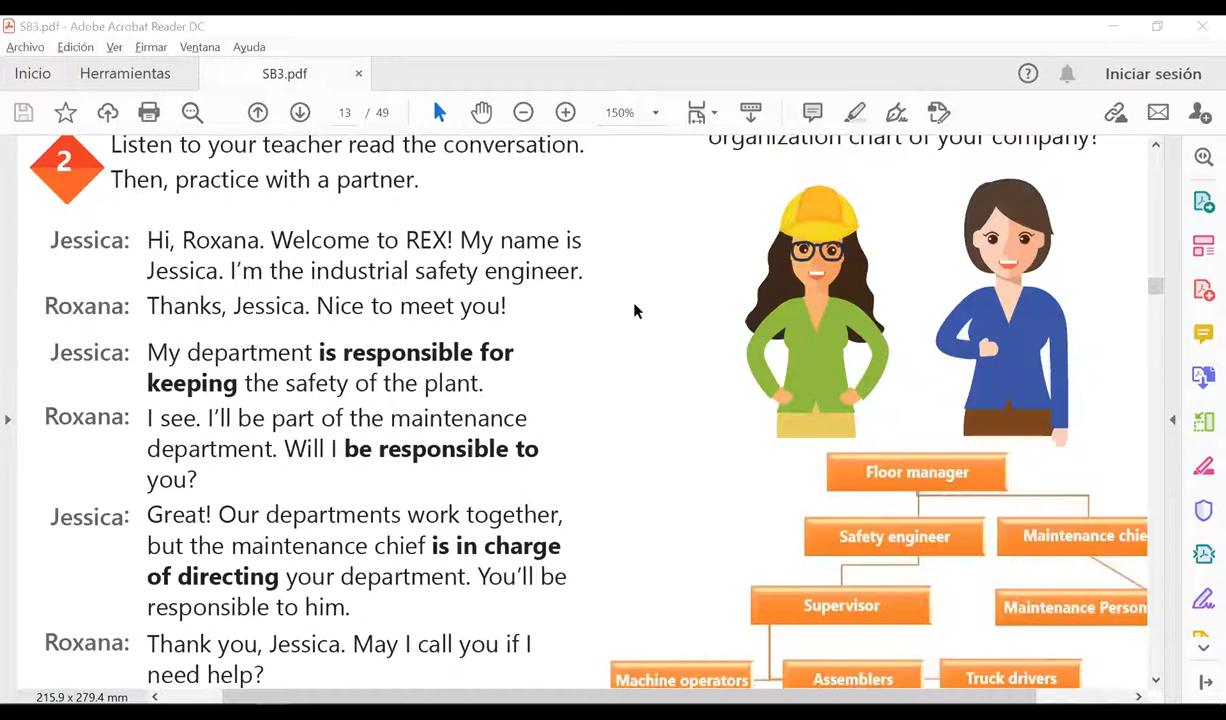 SB3.pdf - Adobe Acrobat Reader DC
Archivo Edición Ver Firmar Ventana Ayuda
Inicio Herramientas SB3.pdf × Iniciar sesión
13 / 49 150%
2
Listen to your teacher read the conversation.
Then, practice with a partner.
Jessica: Hi, Roxana. Welcome to REX! My name is
Jessica. I'm the industrial safety engineer.
Roxana: Thanks, Jessica. Nice to meet you!
Jessica: My department is responsible for
keeping the safety of the plant.
Roxana: I see. I'll be part of the maintenance
department. Will I be responsible to
you?
Jessica: Great! Our departments work together,
but the maintenance chief is in charge
of directing your department. You'll be
responsible to him.
Roxana: Thank you, Jessica. May I call you if I
need help?
organization chart of your company?
Floor manager
Safety engineer Maintenance chie
Supervisor Maintenance Person
Machine operators Assemblers Truck drivers
215.9 x 279.4 mm